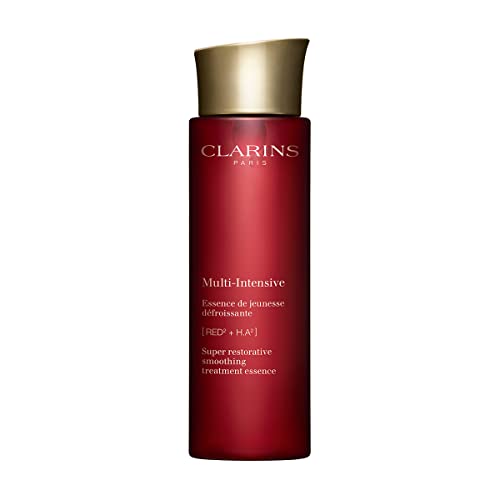 CLARINS
PARIS
Multi-Intensive
Essence de jeunesse
défroissante
[ RED² + H.A² ]
Super restorative
smoothing
treatment essence